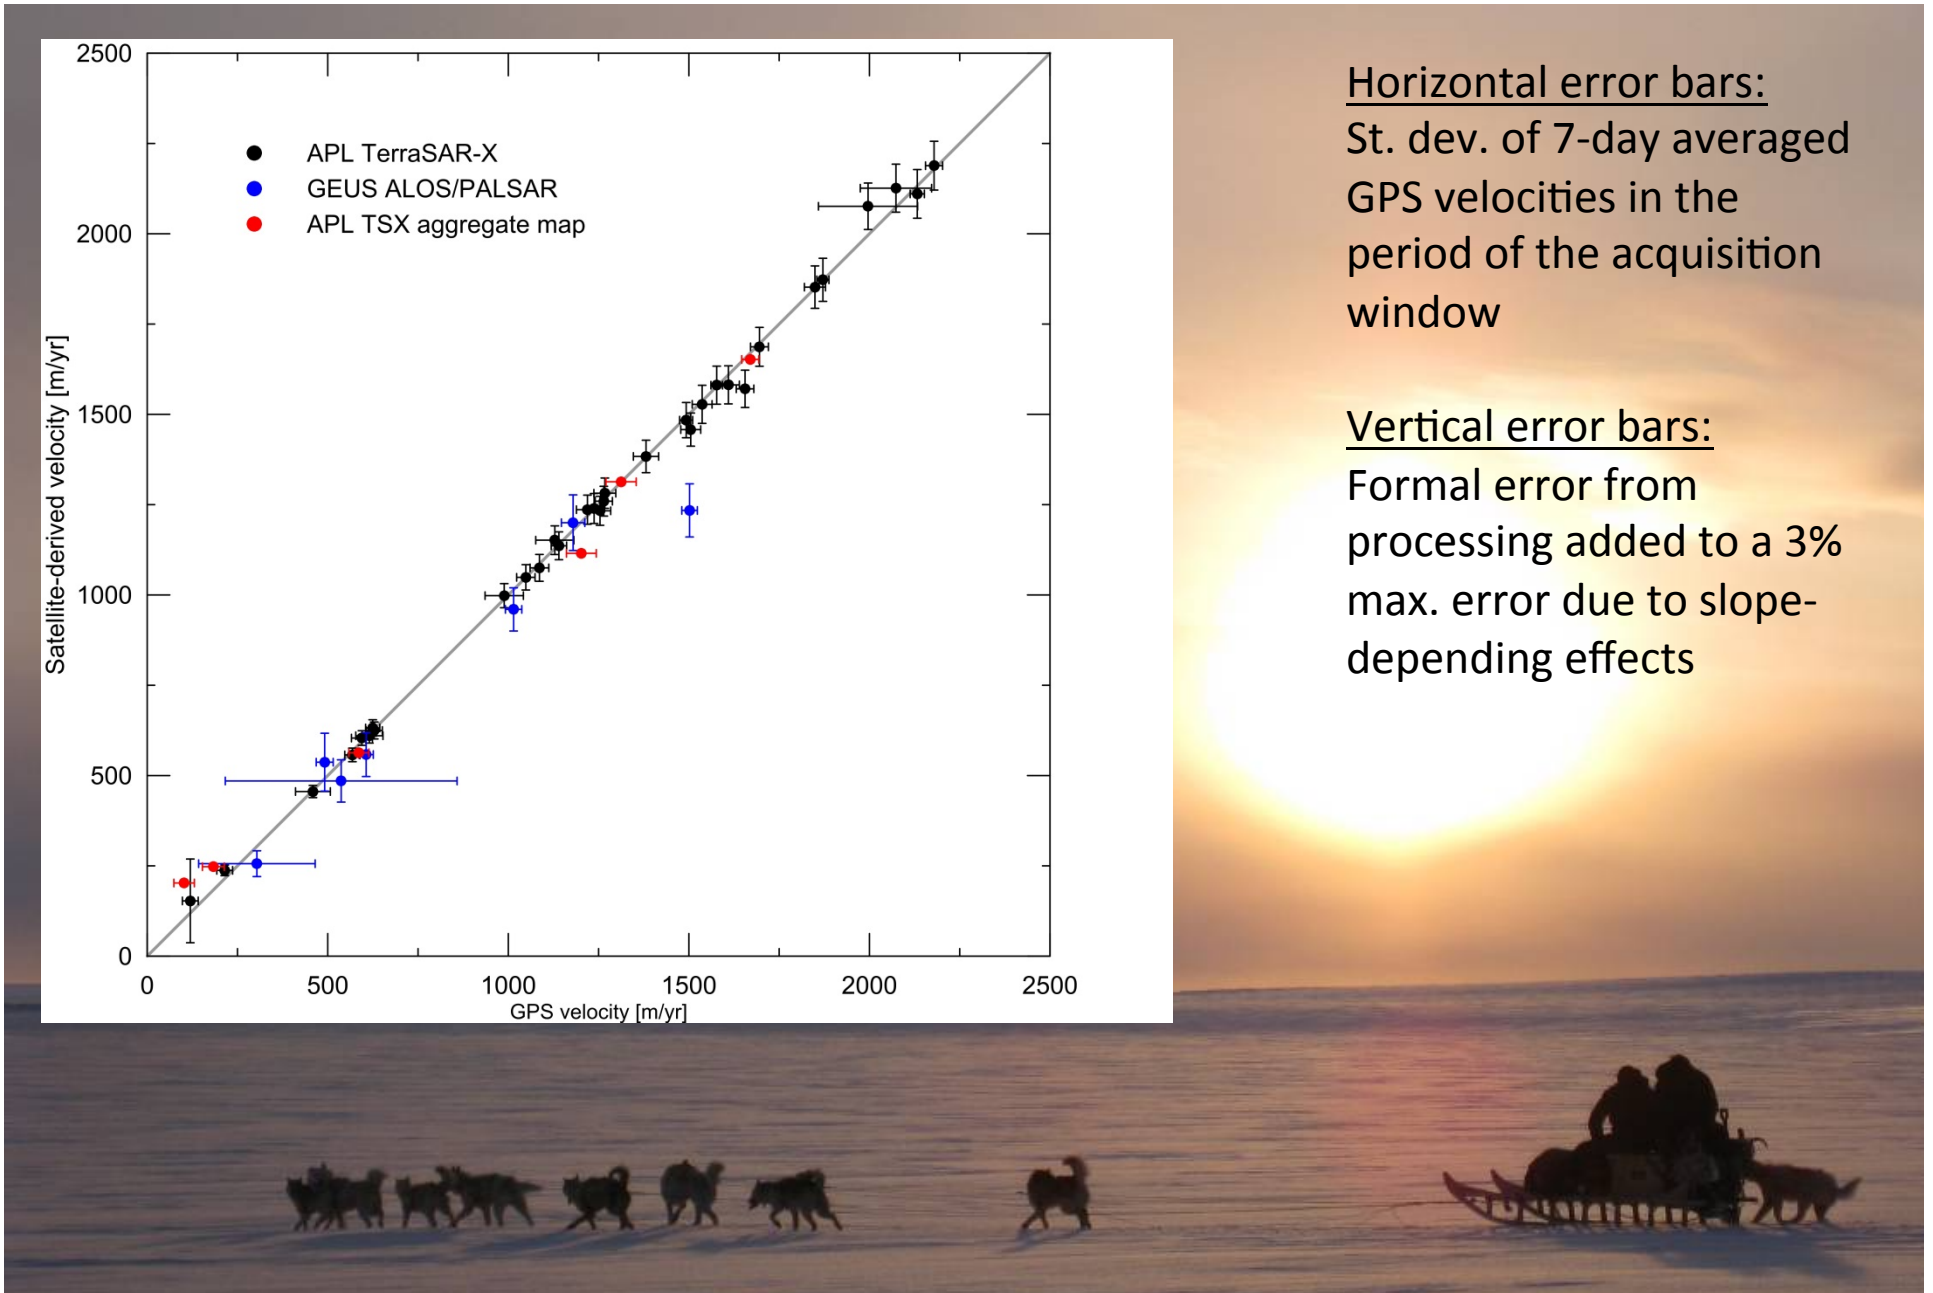 2500
2000
1500
1000
500
0
Satellite-derived velocity [m/yr]
APL TerraSAR-X
GEUS ALOS/PALSAR
APL TSX aggregate map
0 500 1000 1500 2000 2500
GPS velocity [m/yr]
Horizontal error bars:
St. dev. of 7-day averaged
GPS velocities in the
period of the acquisition
window
Vertical error bars:
Formal error from
processing added to a 3%
max. error due to slope-
depending effects